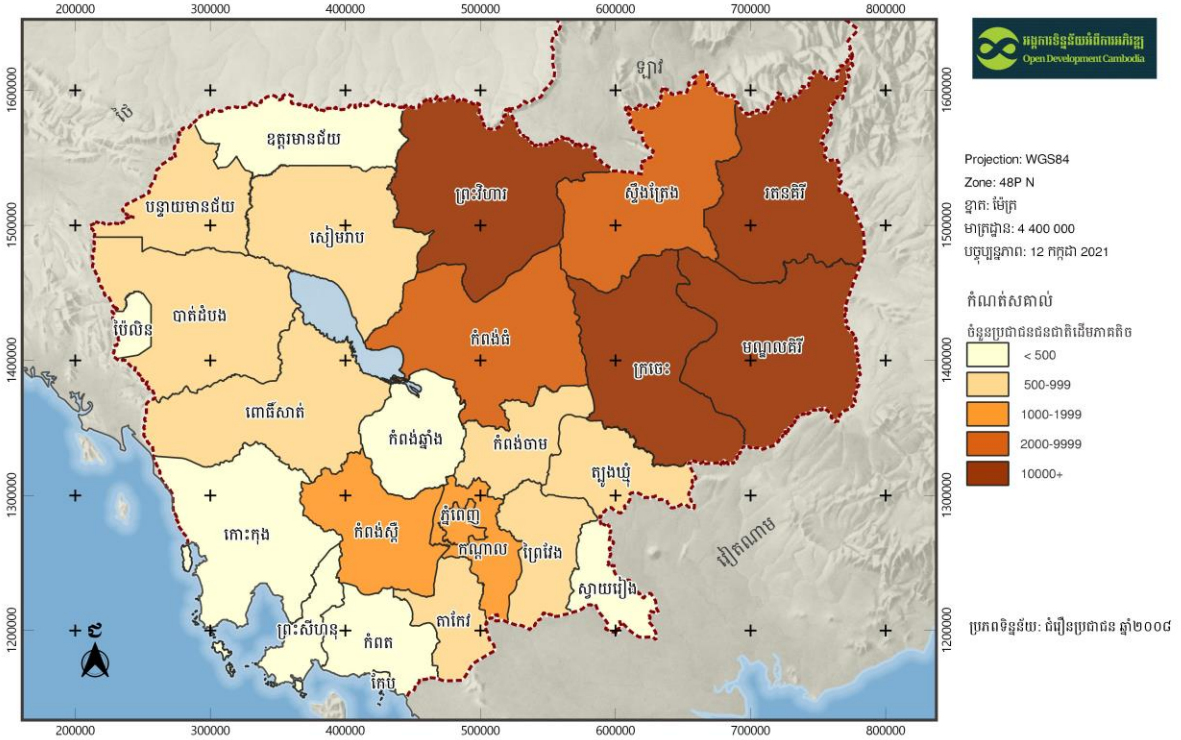 200000 300000 400000 500000 600000 700000 800000
1600000
1500000
1400000
1300000
1200000
ថៃ
ឡាវ
ឧត្តរមានជ័យ
ព្រះវិហារ
ស្ទឹងត្រែង
រតនគិរី
បន្ទាយមានជ័យ
សៀមរាប
បាត់ដំបង
ប៉ៃលិន
កំពង់ធំ
ក្រចេះ
មណ្ឌលគិរី
ពោធិ៍សាត់
កំពង់ឆ្នាំង
កំពង់ចាម
ត្បូងឃ្មុំ
កោះកុង
កំពង់ស្ពឺ
ភ្នំពេញ
កណ្ដាល
ព្រៃវែង
ស្វាយរៀង
វៀតណាម
ព្រះសីហនុ
កំពត
តាកែវ
កែប
ជ
1600000
1500000
1400000
1300000
1200000
200000 300000 400000 500000 600000 700000 800000
អង្គការទិន្នន័យអំពីការអភិវឌ្ឍ
Open Development Cambodia
Projection: WGS84
Zone: 48P N
ខ្នាត: ម៉ែត្រ
មាត្រដ្ឋាន: 4 400 000
បច្ចុប្បន្នភាព: 12 កក្កដា 2021
កំណត់សគាល់
ចំនួនប្រជាជនជនជាតិដើមភាគតិច
< 500
500-999
1000-1999
2000-9999
10000+
ប្រភពទិន្នន័យ: ជំរឿនប្រជាជន ឆ្នាំ២០០៨